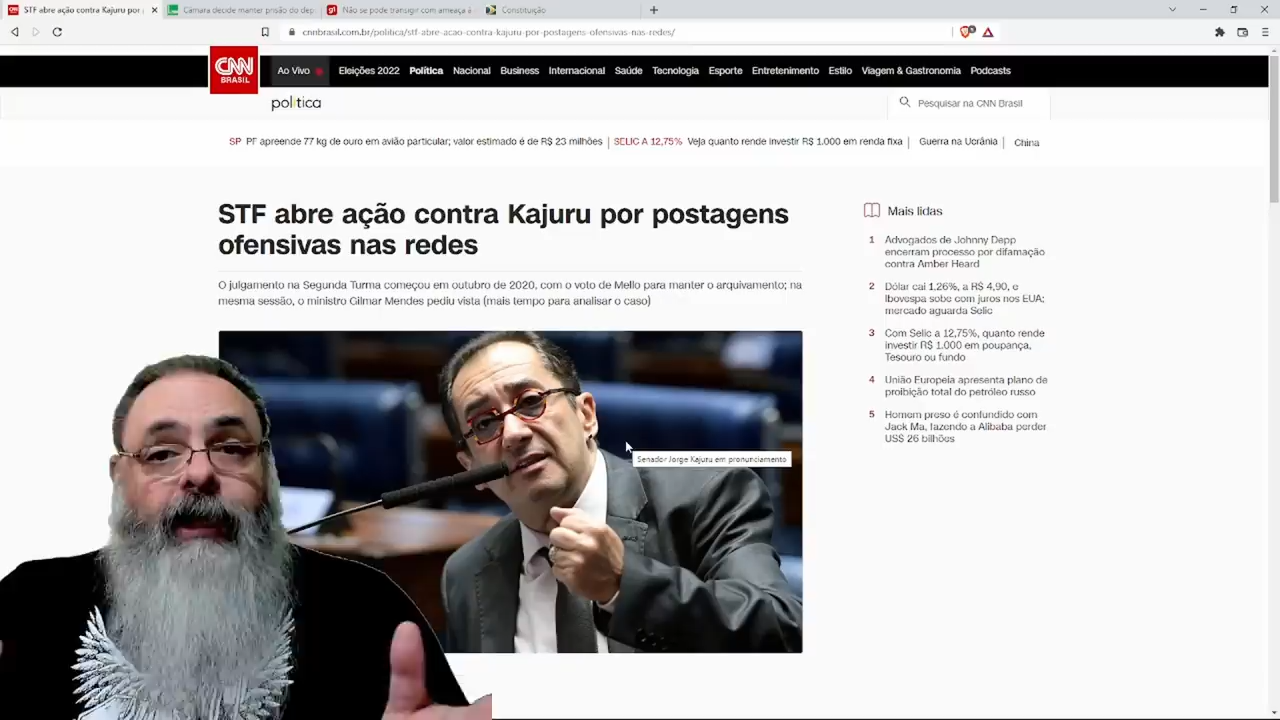 STF abre ação contra Kajuru por
Câmara decide manter prisão do dep
Não se pode transigir com ameaça à
Constituição
cnnbrasil.com.br/politica/stf-abre-acao-contra-kajuru-por-postagens-ofensivas-nas-redes/
CNN BRASIL
Ao Vivo
Eleições 2022
Política
Nacional
Business
Internacional
Saúde
Tecnologia
Esporte
Entretenimento
Estilo
Viagem & Gastronomia
Podcasts
política
Pesquisar na CNN Brasil
SP PF apreende 77 kg de ouro em avião particular; valor estimado é de R$ 23 milhões
SELIC A 12,75% Veja quanto rende investir R$ 1.000 em renda fixa
Guerra na Ucrânia
China
STF abre ação contra Kajuru por postagens
ofensivas nas redes
O julgamento na Segunda Turma começou em outubro de 2020, com o voto de Mello para manter o arquivamento; na
mesma sessão, o ministro Gilmar Mendes pediu vista (mais tempo para analisar o caso)
Senador Jorge Kajuru em pronunciamento
Mais lidas
1 Advogados de Johnny Depp
encerram processo por difamação
contra Amber Heard
2 Dólar cai 1,26%, a R$ 4,90, e
Ibovespa sobe com juros nos EUA;
mercado aguarda Selic
3 Com Selic a 12,75%, quanto rende
investir R$ 1.000 em poupança,
Tesouro ou fundo
4 União Europeia apresenta plano de
proibição total do petróleo russo
5 Homem preso é confundido com
Jack Ma, fazendo a Alibaba perder
US$ 26 bilhões